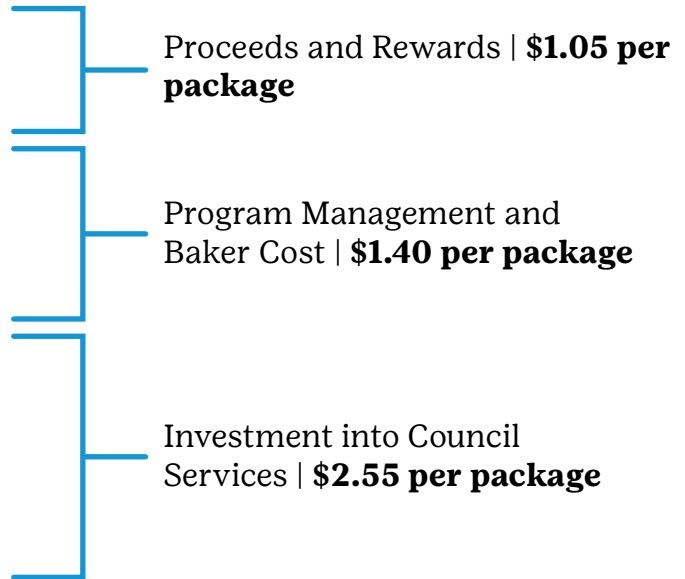 Proceeds and Rewards | $1.05 per
package
Program Management and
Baker Cost | $1.40 per package
Investment into Council
Services | $2.55 per package